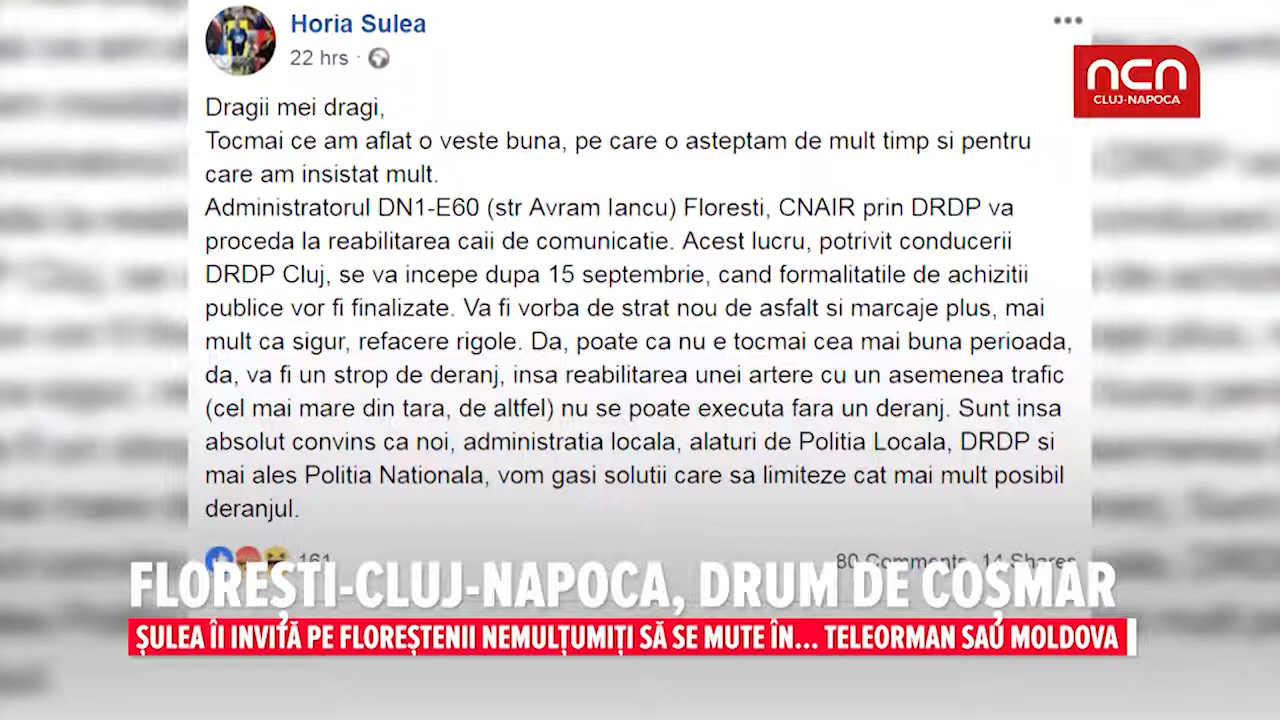 Horia Sulea
22 hrs ·
ncn
CLUJ-NAPOCA
Dragii mei dragi,
Tocmai ce am aflat o veste buna, pe care o asteptam de mult timp si pentru
care am insistat mult.
Administratorul DN1-E60 (str Avram Iancu) Floresti, CNAIR prin DRDP va
proceda la reabilitarea caii de comunicatie. Acest lucru, potrivit conducerii
DRDP Cluj, se va incepe dupa 15 septembrie, cand formalitatile de achizitii
publice vor fi finalizate. Va fi vorba de strat nou de asfalt si marcaje plus, mai
mult ca sigur, refacere rigole. Da, poate ca nu e tocmai cea mai buna perioada,
da, va fi un strop de deranj, insa reabilitarea unei artere cu un asemenea trafic
(cel mai mare din tara, de altfel) nu se poate executa fara un deranj. Sunt insa
absolut convins ca noi, administratia locala, alaturi de Politia Locala, DRDP si
mai ales Politia Nationala, vom gasi solutii care sa limiteze cat mai mult posibil
deranjul.
161
80 Comments 14 Shares
FLOREȘTI-CLUJ-NAPOCA, DRUM DE COȘMAR
ȘULEA ÎI INVITĂ PE FLOREȘTENII NEMULȚUMIȚI SĂ SE MUTE ÎN... TELEORMAN SAU MOLDOVA